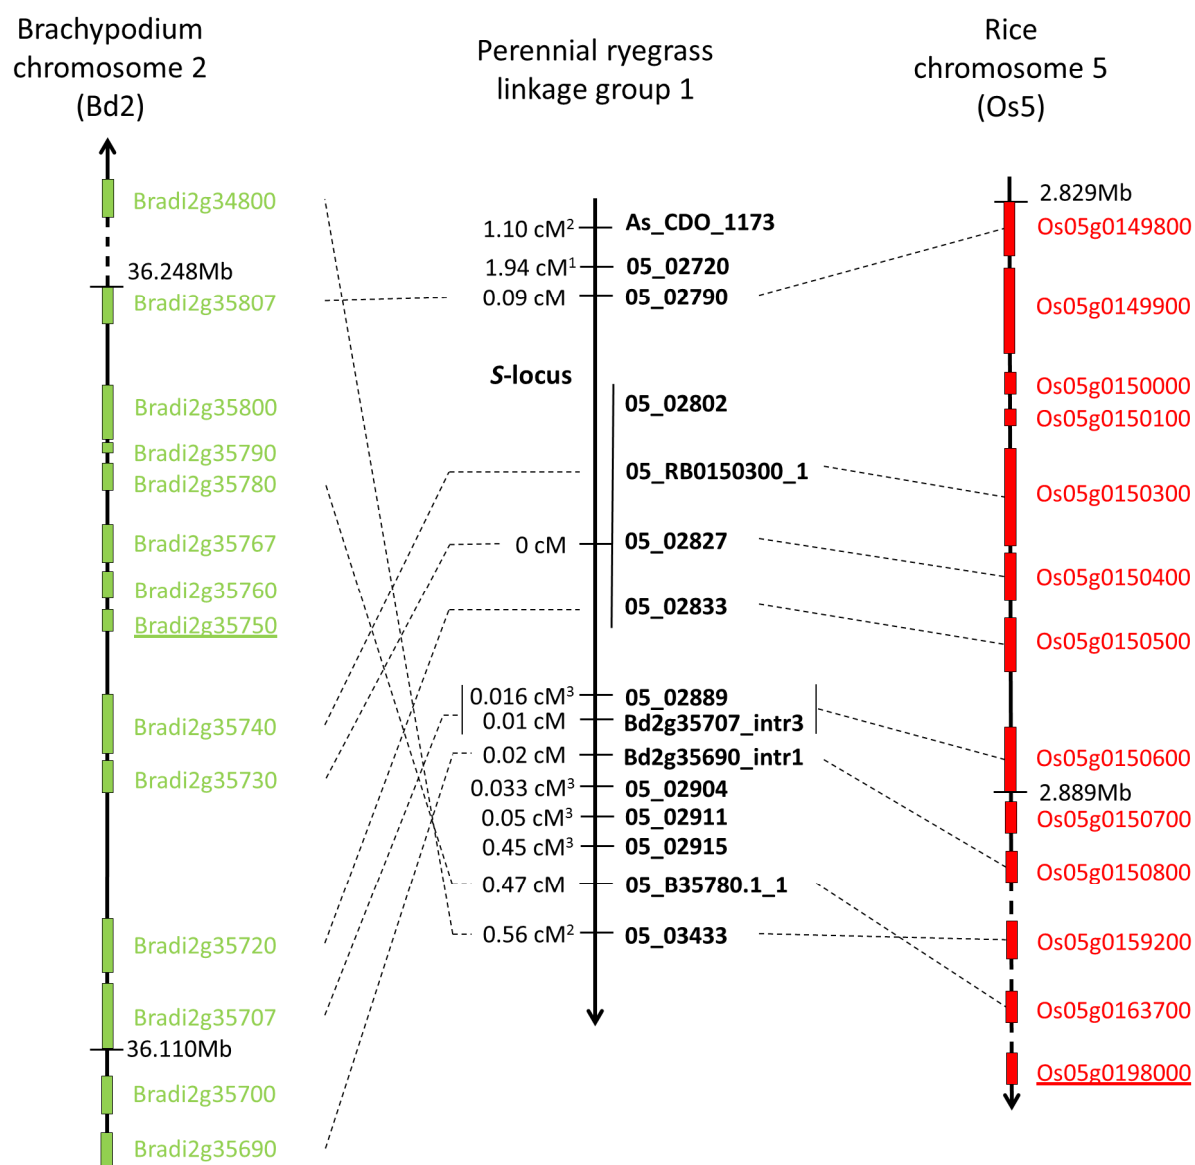 Brachypodium
chromosome 2
(Bd2)
36.248Mb
36.110Mb
Bradi2g34800
Bradi2g35807
Bradi2g35800
Bradi2g35790
Bradi2g35780
Bradi2g35767
Bradi2g35760
Bradi2g35750
Bradi2g35740
Bradi2g35730
Bradi2g35720
Bradi2g35707
Bradi2g35700
Bradi2g35690
Perennial ryegrass
linkage group 1
1.10 cM² As_CDO_1173
1.94 cM¹ 05_02720
0.09 cM 05_02790
S-locus
05_02802
05_RB0150300_1
0 cM 05_02827
05_02833
0.016 cM³ 05_02889
0.01 cM Bd2g35707_intr3
0.02 cM Bd2g35690_intr1
0.033 cM³ 05_02904
0.05 cM³ 05_02911
0.45 cM³ 05_02915
0.47 cM 05_B35780.1_1
0.56 cM² 05_03433
Rice
chromosome 5
(Os5)
2.829Mb
Os05g0149800
Os05g0149900
Os05g0150000
Os05g0150100
Os05g0150300
Os05g0150400
Os05g0150500
Os05g0150600
2.889Mb
Os05g0150700
Os05g0150800
Os05g0159200
Os05g0163700
Os05g0198000